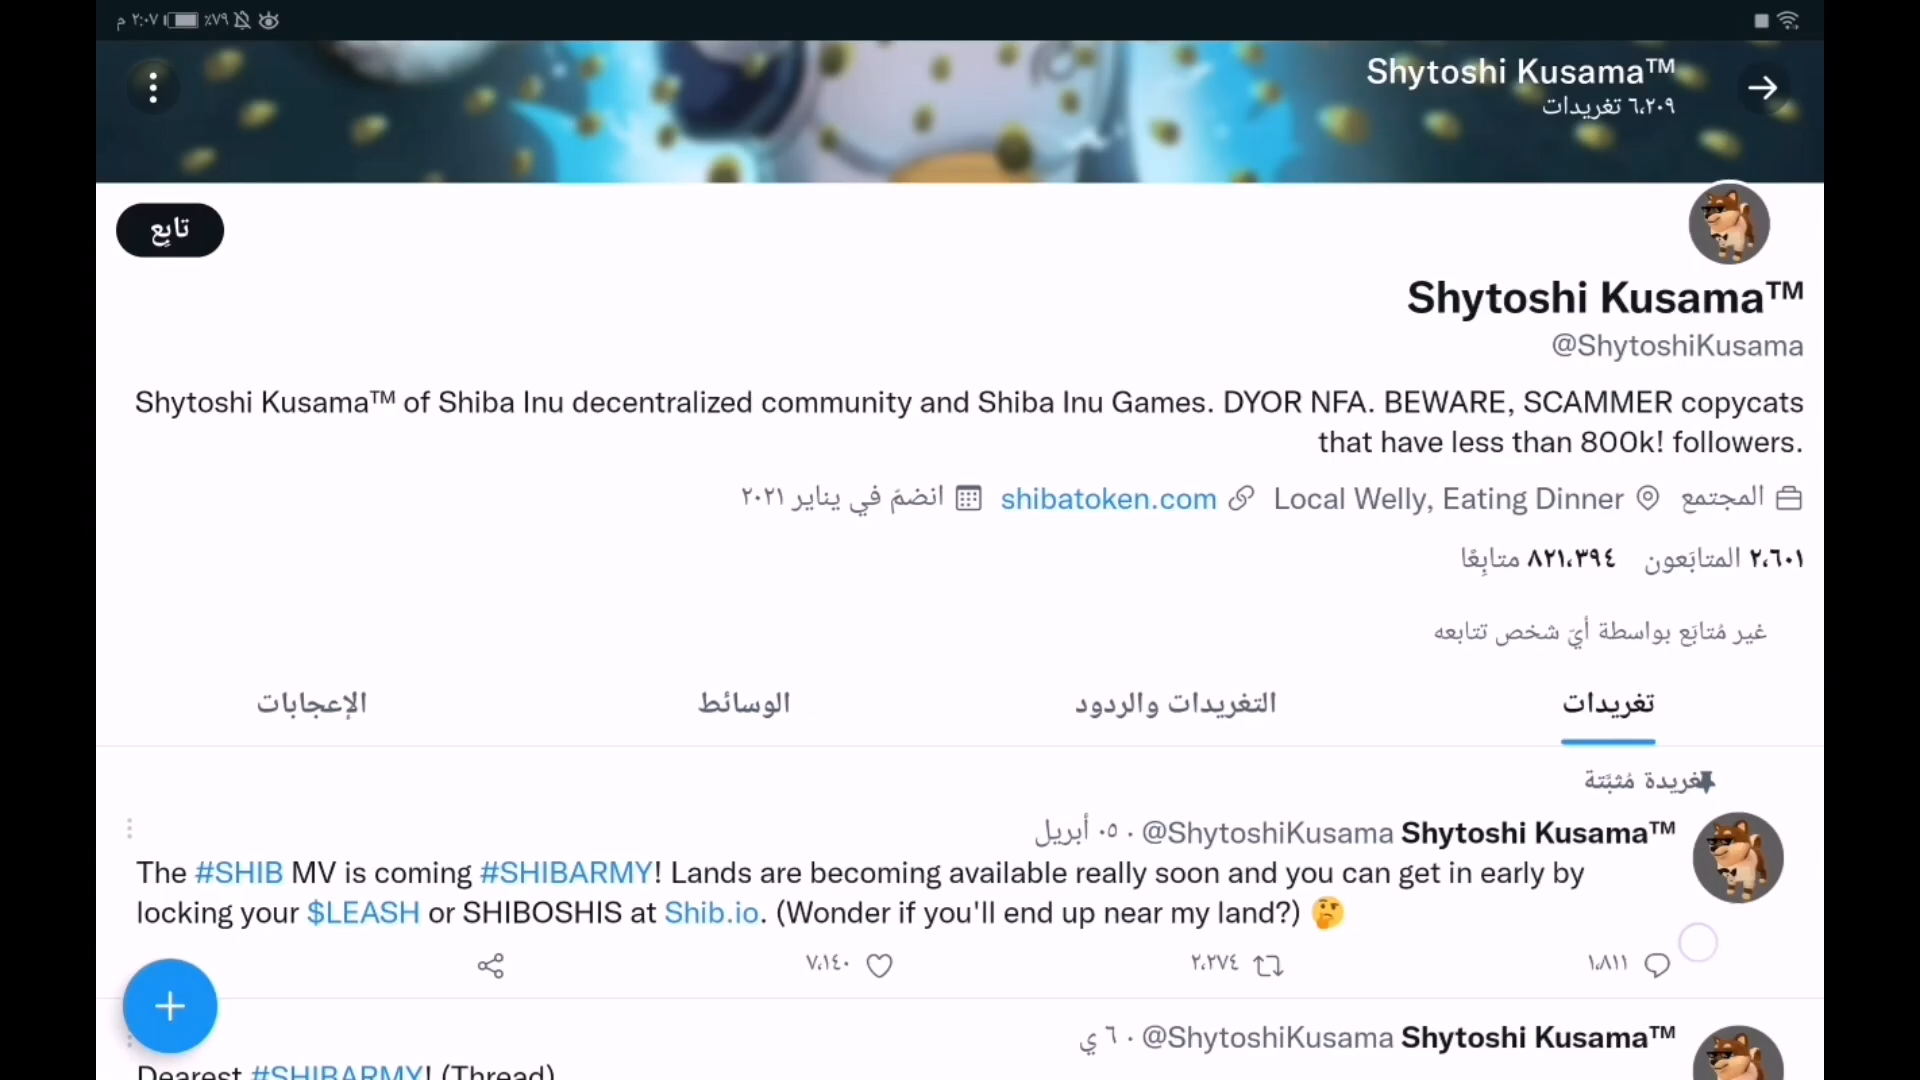 ٢:٠٧ م
٪٧٩
Shytoshi Kusama™
٦،٢٠٩ تغريدات
تابِع
Shytoshi Kusama™
@ShytoshiKusama
Shytoshi Kusama™ of Shiba Inu decentralized community and Shiba Inu Games. DYOR NFA. BEWARE, SCAMMER copycats
that have less than 800k! followers.
المجتمع Local Welly, Eating Dinner shibatoken.com انضمّ في يناير ٢٠٢١
٢،٦٠١ المتابَعون ٨٢١،٣٩٤ متابِعًا
غير مُتابَع بواسطة أيّ شخص تتابعه
تغريدات التغريدات والردود الوسائط الإعجابات
تغريدة مُثبَّتة
Shytoshi Kusama™ @ShytoshiKusama · ٠٥ أبريل
The #SHIB MV is coming #SHIBARMY! Lands are becoming available really soon and you can get in early by
locking your $LEASH or SHIBOSHIS at Shib.io. (Wonder if you'll end up near my land?) 🤔
١،٨١١ ٢،٢٧٤ ٧،١٤٠
Shytoshi Kusama™ @ShytoshiKusama · ٦ ي
Dearest #SHIBARMY! (Thread)